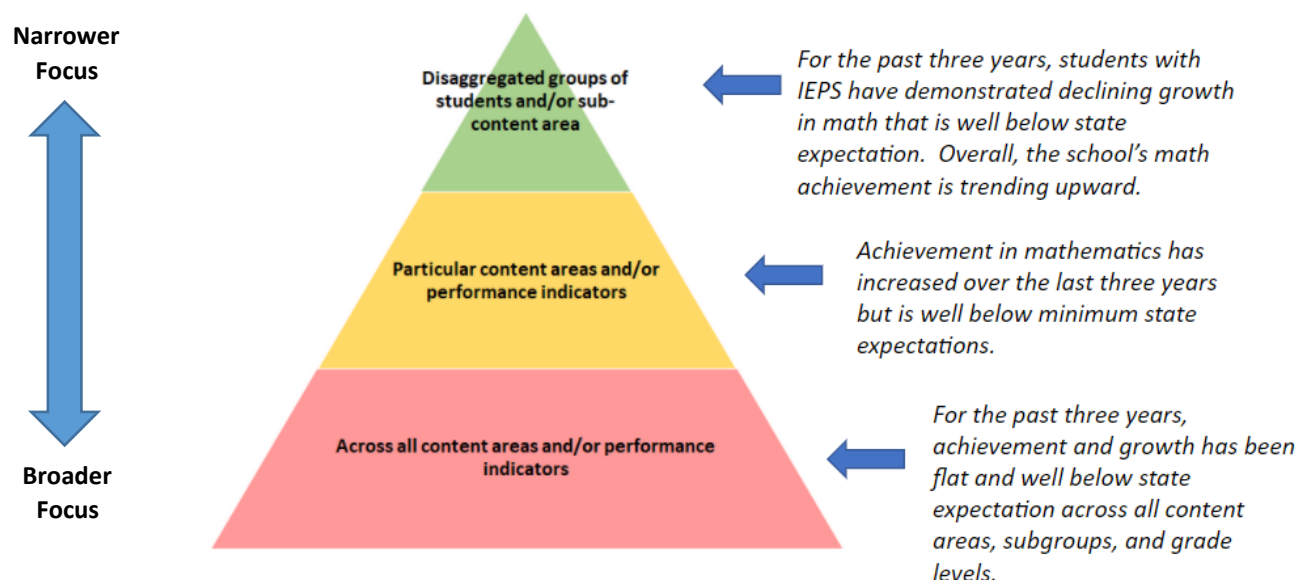 Narrower
Focus
Disaggregated groups of
students and/or sub-
content area
For the past three years, students with
IEPS have demonstrated declining growth
in math that is well below state
expectation.  Overall, the school's math
achievement is trending upward.
Particular content areas and/or
performance indicators
Achievement in mathematics has
increased over the last three years
but is well below minimum state
expectations.
Across all content areas and/or performance
indicators
For the past three years,
achievement and growth has been
flat and well below state
expectation across all content
areas, subgroups, and grade
levels.
Broader
Focus